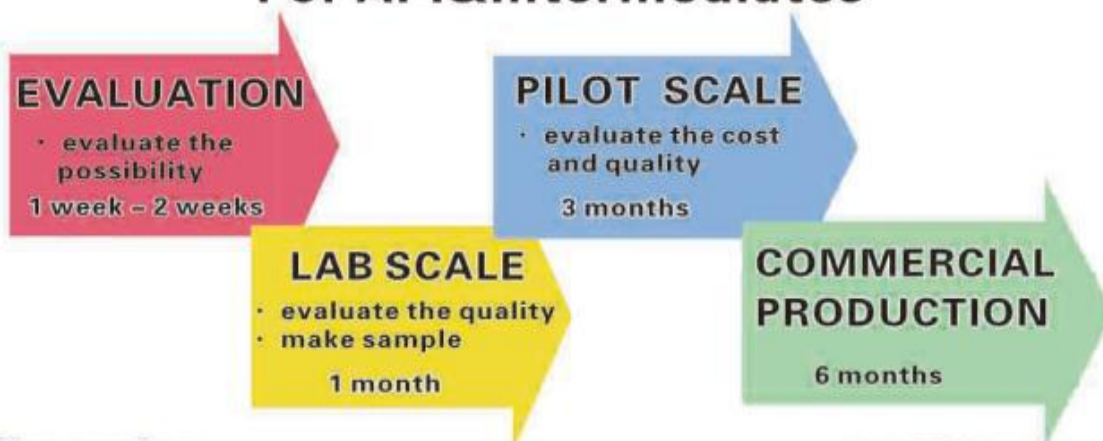 EVALUATION
· evaluate the
possibility
1 week – 2 weeks
LAB SCALE
· evaluate the quality
· make sample
1 month
PILOT SCALE
· evaluate the cost
and quality
3 months
COMMERCIAL
PRODUCTION
6 months